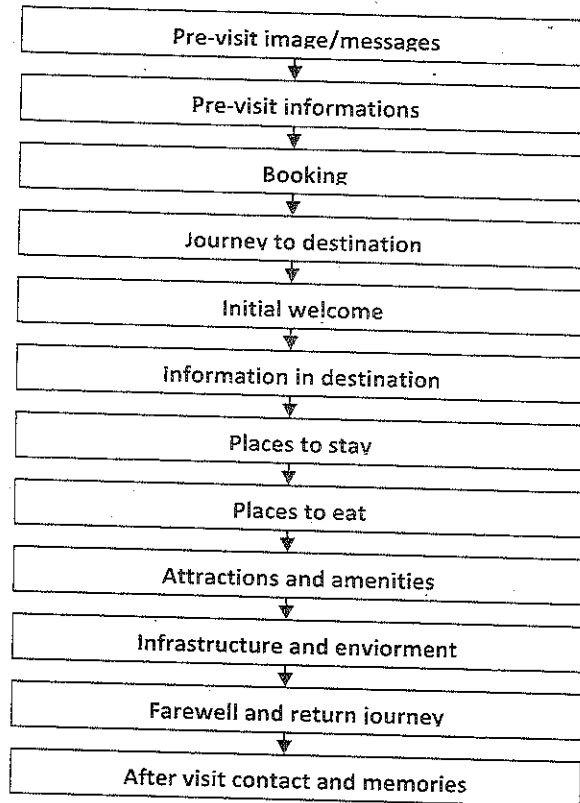 Pre-visit image/messages
Pre-visit informations
Booking
Journey to destination
Initial welcome
Information in destination
Places to stay
Places to eat
Attractions and amenities
Infrastructure and enviorment
Farewell and return journey
After visit contact and memories